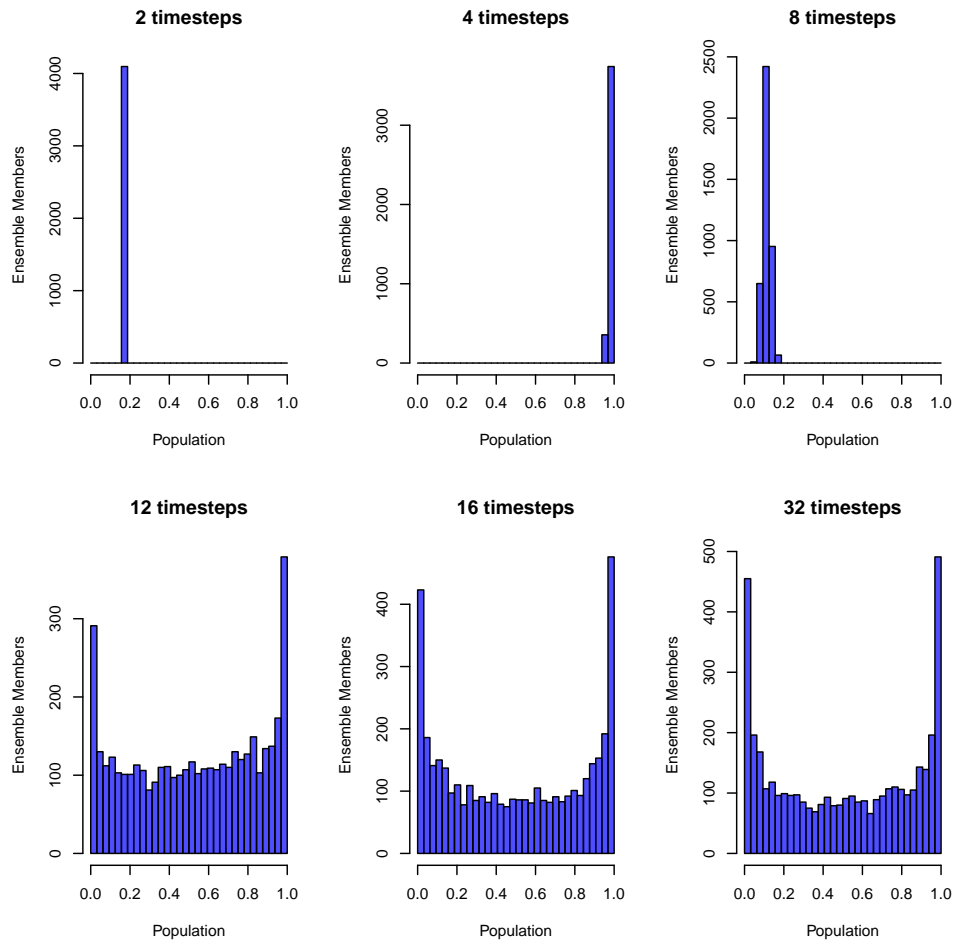 2 timesteps
4 timesteps
8 timesteps
Ensemble Members
0 1000 2000 3000 4000
0.0 0.2 0.4 0.6 0.8 1.0
Population
Ensemble Members
0 1000 2000 3000
0.0 0.2 0.4 0.6 0.8 1.0
Population
Ensemble Members
0 500 1000 1500 2000 2500
0.0 0.2 0.4 0.6 0.8 1.0
Population
12 timesteps
16 timesteps
32 timesteps
Ensemble Members
0 100 200 300
0.0 0.2 0.4 0.6 0.8 1.0
Population
Ensemble Members
0 100 200 300 400
0.0 0.2 0.4 0.6 0.8 1.0
Population
Ensemble Members
0 100 200 300 400 500
0.0 0.2 0.4 0.6 0.8 1.0
Population